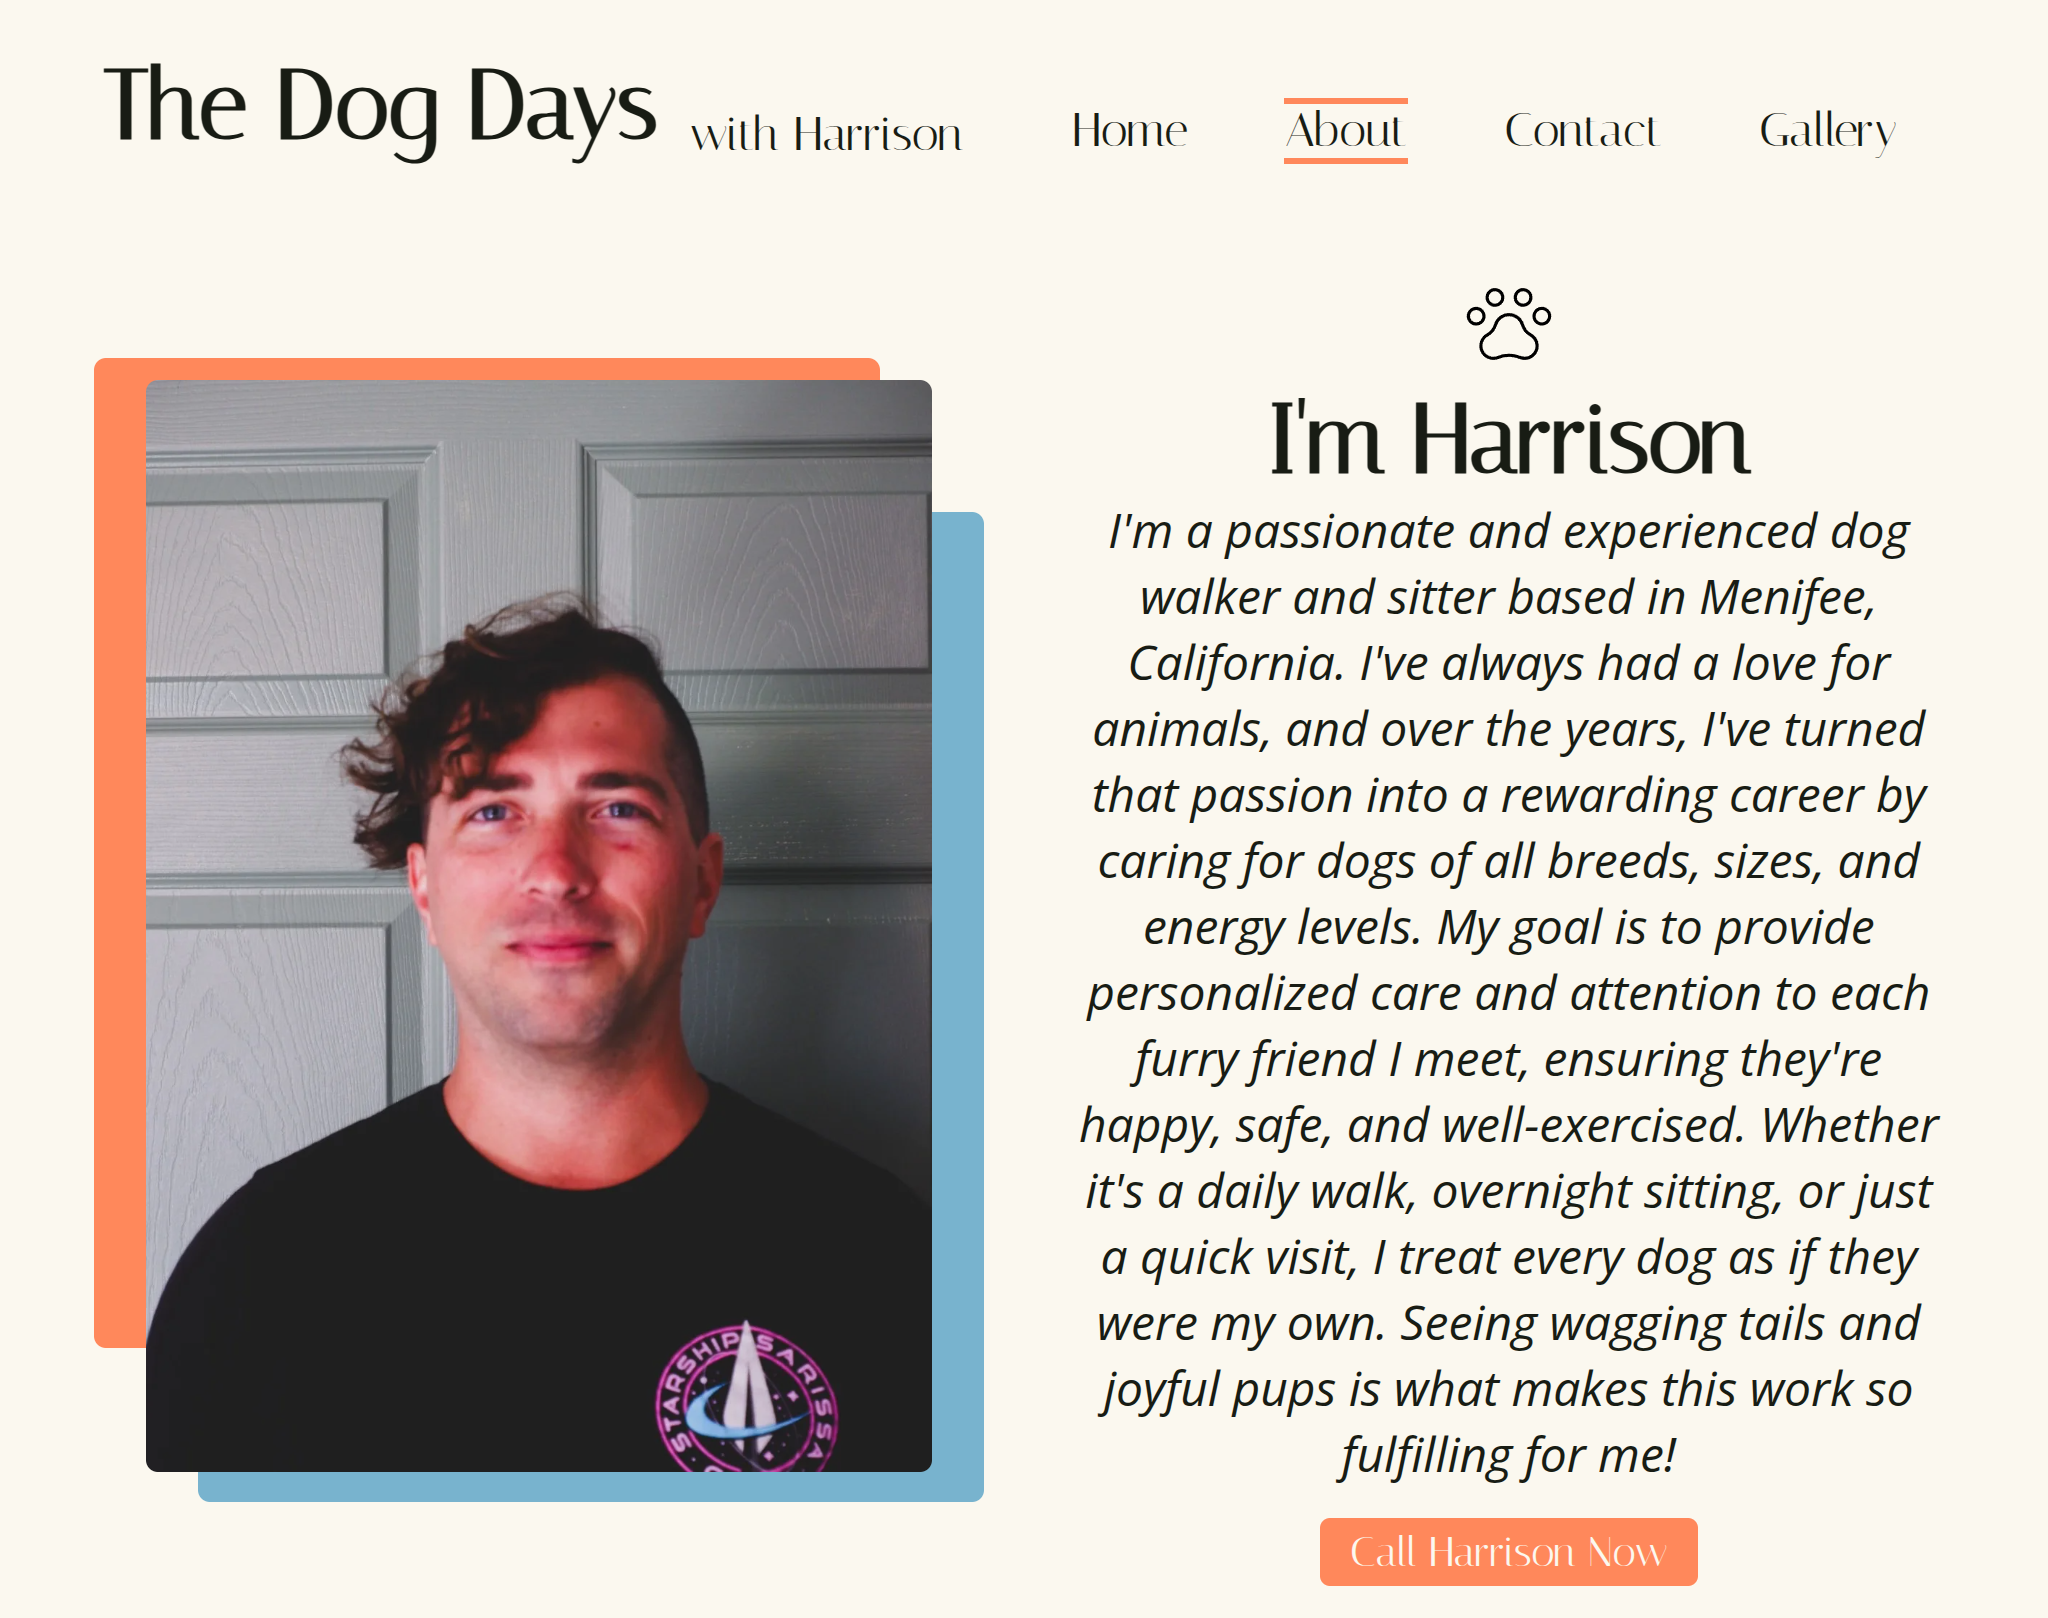 The Dog Days with Harrison
Home
About
Contact
Gallery
I'm Harrison
I'm a passionate and experienced dog
walker and sitter based in Menifee,
California. I've always had a love for
animals, and over the years, I've turned
that passion into a rewarding career by
caring for dogs of all breeds, sizes, and
energy levels. My goal is to provide
personalized care and attention to each
furry friend I meet, ensuring they're
happy, safe, and well-exercised. Whether
it's a daily walk, overnight sitting, or just
a quick visit, I treat every dog as if they
were my own. Seeing wagging tails and
joyful pups is what makes this work so
fulfilling for me!
Call Harrison Now
STARSHIP SARISSA